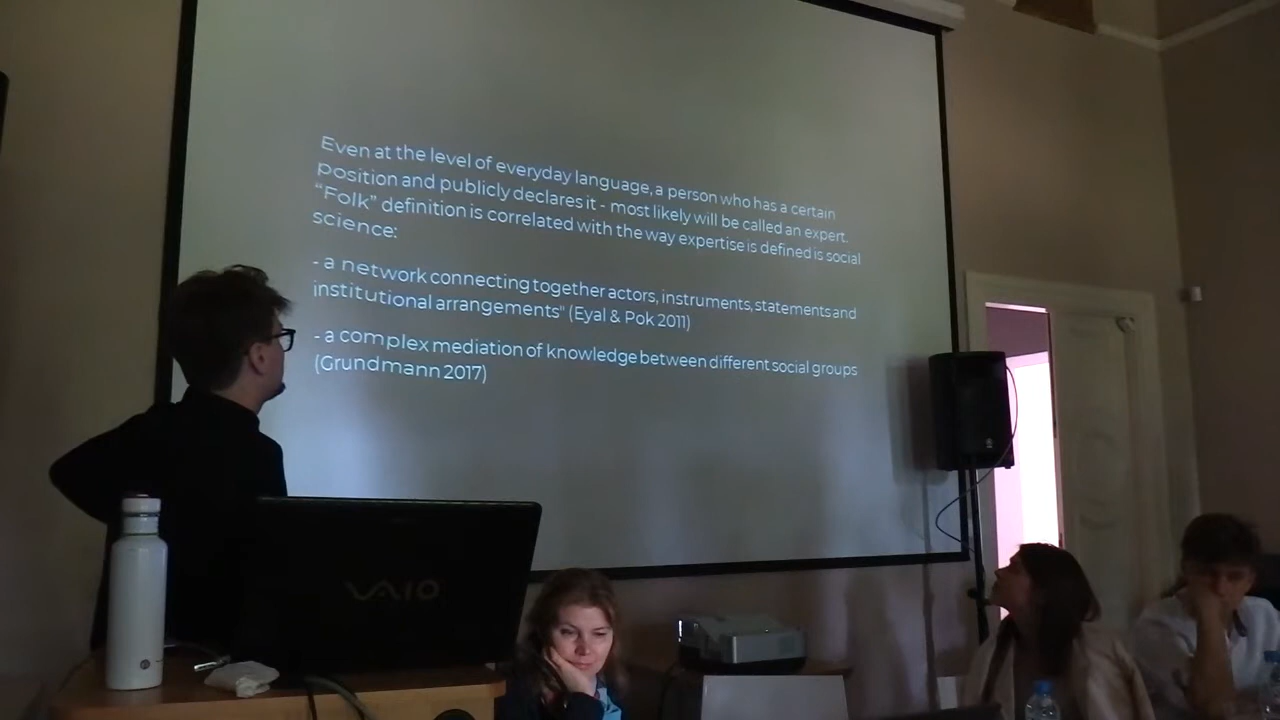 Even at the level of everyday language, a person who has a certain
position and publicly declares it - most likely will be called an expert.
“Folk” definition is correlated with the way expertise is defined is social
science:
- a network connecting together actors, instruments, statements and
institutional arrangements" (Eyal & Pok 2011)
- a complex mediation of knowledge between different social groups
(Grundmann 2017)
VAIO